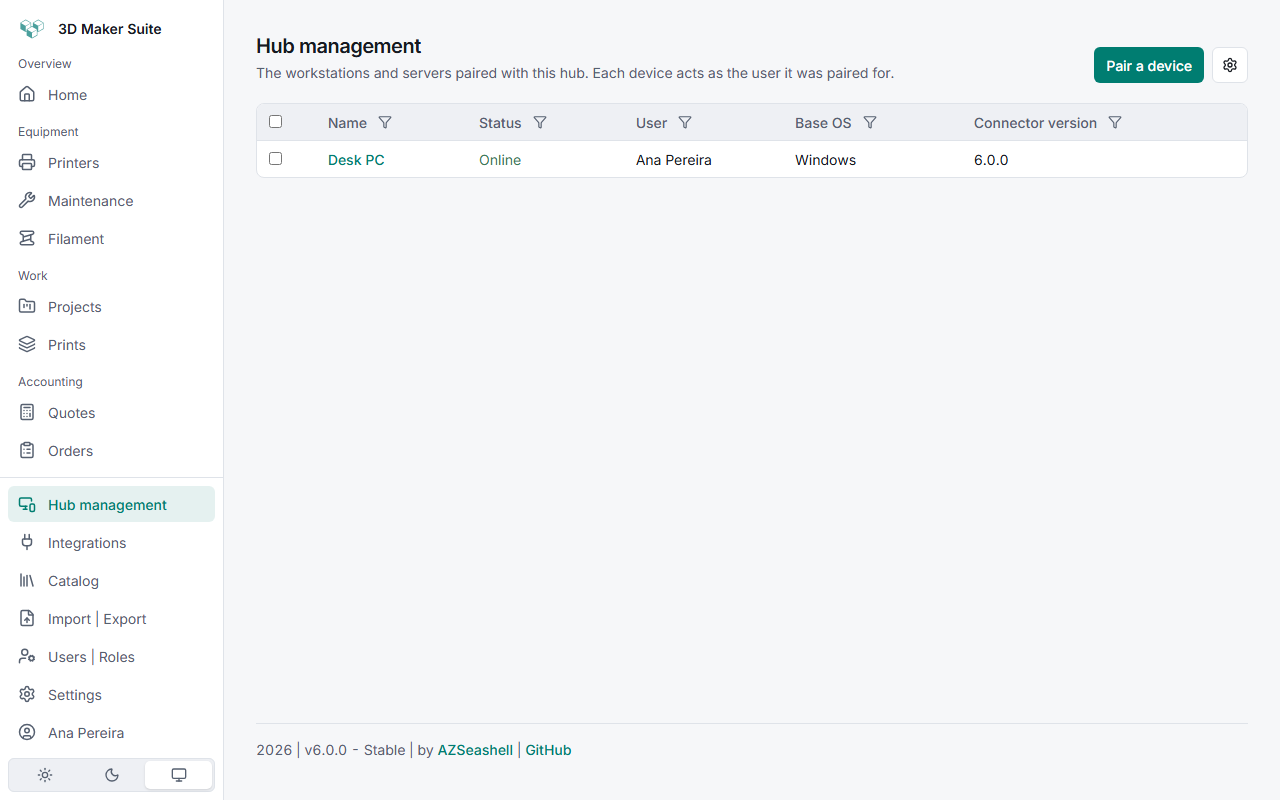 3D Maker Suite
Overview
Home
Equipment
Printers
Maintenance
Filament
Work
Projects
Prints
Accounting
Quotes
Orders
Hub management
Integrations
Catalog
Import | Export
Users | Roles
Settings
Ana Pereira
Hub management
The workstations and servers paired with this hub. Each device acts as the user it was paired for.
Pair a device
Name Status User Base OS Connector version
Desk PC Online Ana Pereira Windows 6.0.0
2026 | v6.0.0 - Stable | by AZSeashell | GitHub